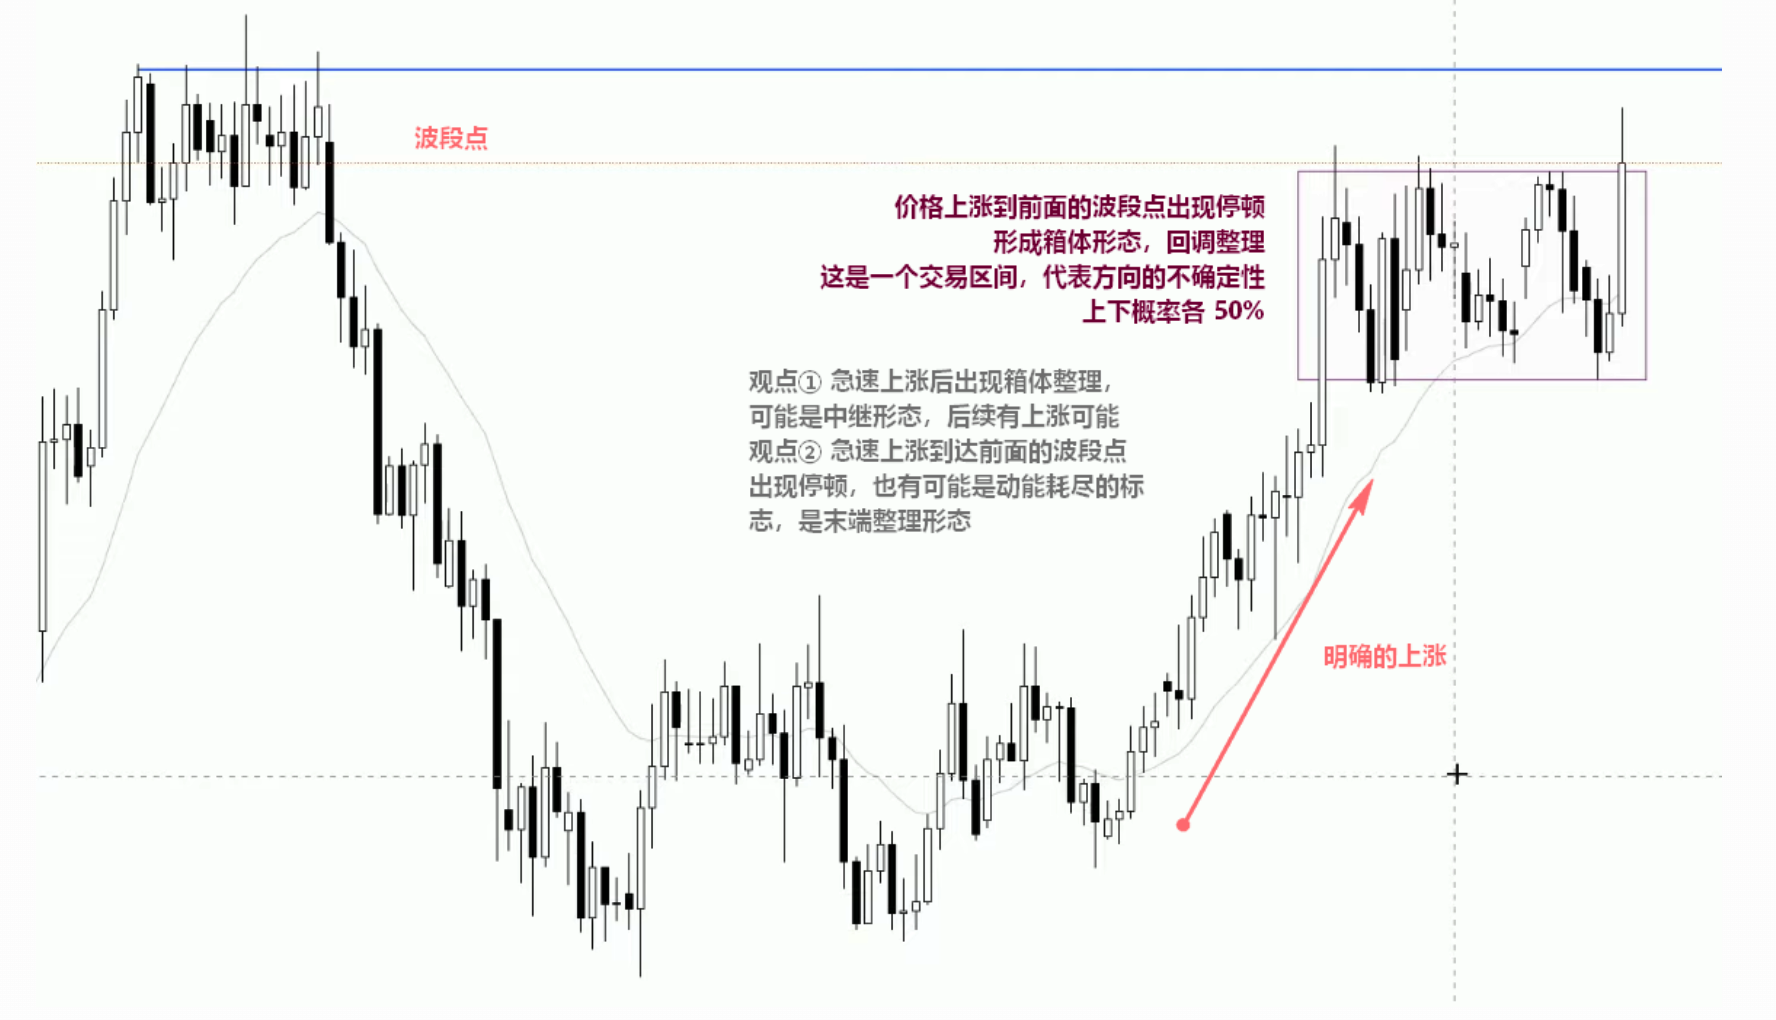 波段点
价格上涨到前面的波段点出现停顿
形成箱体形态，回调整理
这是一个交易区间，代表方向的不确定性
上下概率各 50%
观点① 急速上涨后出现箱体整理，
可能是中继形态，后续有上涨可能
观点② 急速上涨到达前面的波段点
出现停顿，也有可能是动能耗尽的标
志，是末端整理形态
明确的上涨